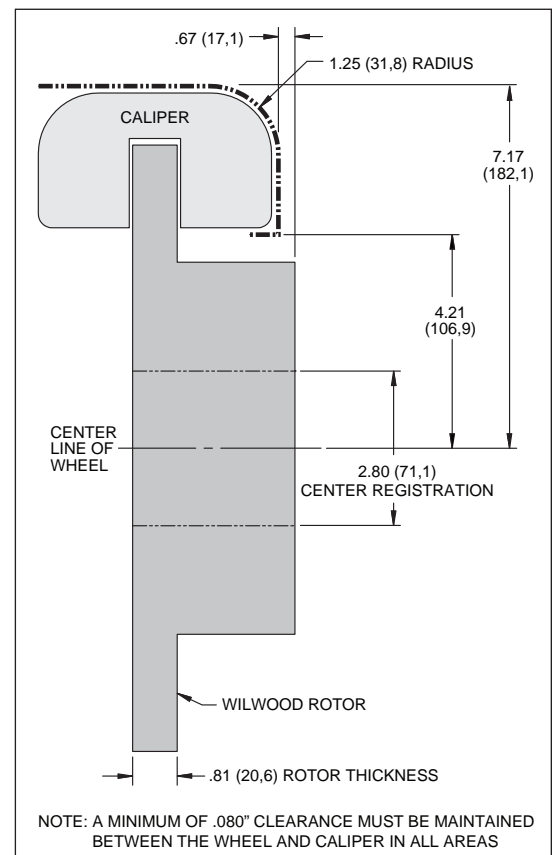 .67 (17,1)
1.25 (31,8) RADIUS
CALIPER
7.17
(182,1)
4.21
(106,9)
CENTER
LINE OF
WHEEL
2.80 (71,1)
CENTER REGISTRATION
WILWOOD ROTOR
.81 (20,6) ROTOR THICKNESS
NOTE: A MINIMUM OF .080" CLEARANCE MUST BE MAINTAINED
BETWEEN THE WHEEL AND CALIPER IN ALL AREAS